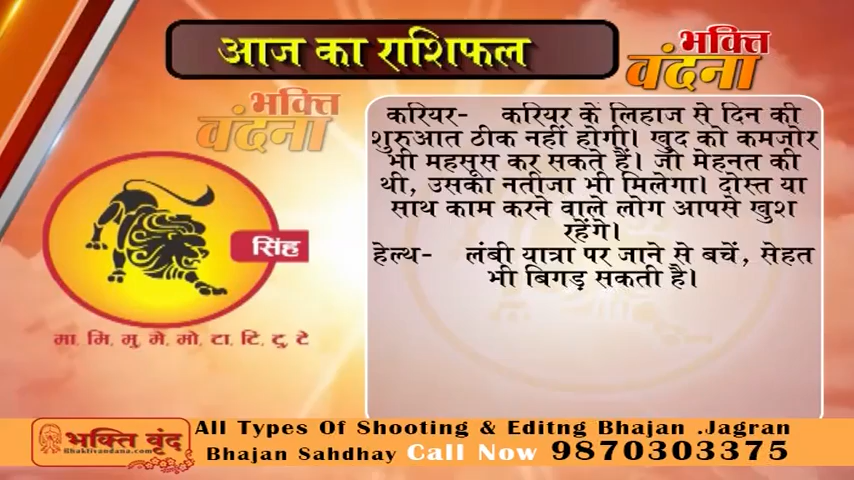 आज का राशिफल
भक्ति
वंदना
भक्ति
वंदना
करियर- करियर के लिहाज से दिन की
शुरुआत ठीक नहीं होगी। खुद को कमजोर
भी महसूस कर सकते हैं। जो मेहनत की
थी, उसका नतीजा भी मिलेगा। दोस्त या
साथ काम करने वाले लोग आपसे खुश
रहेंगे।
हेल्थ- लंबी यात्रा पर जाने से बचें, सेहत
भी बिगड़ सकती है।
सिंह
मा, मि, मु, मे, मो, टा, टि, टु, टे
भक्ति वृंद
Bhaktivandana.com
All Types Of Shooting & Editng Bhajan .Jagran
Bhajan Sahdhay Call Now 9870303375